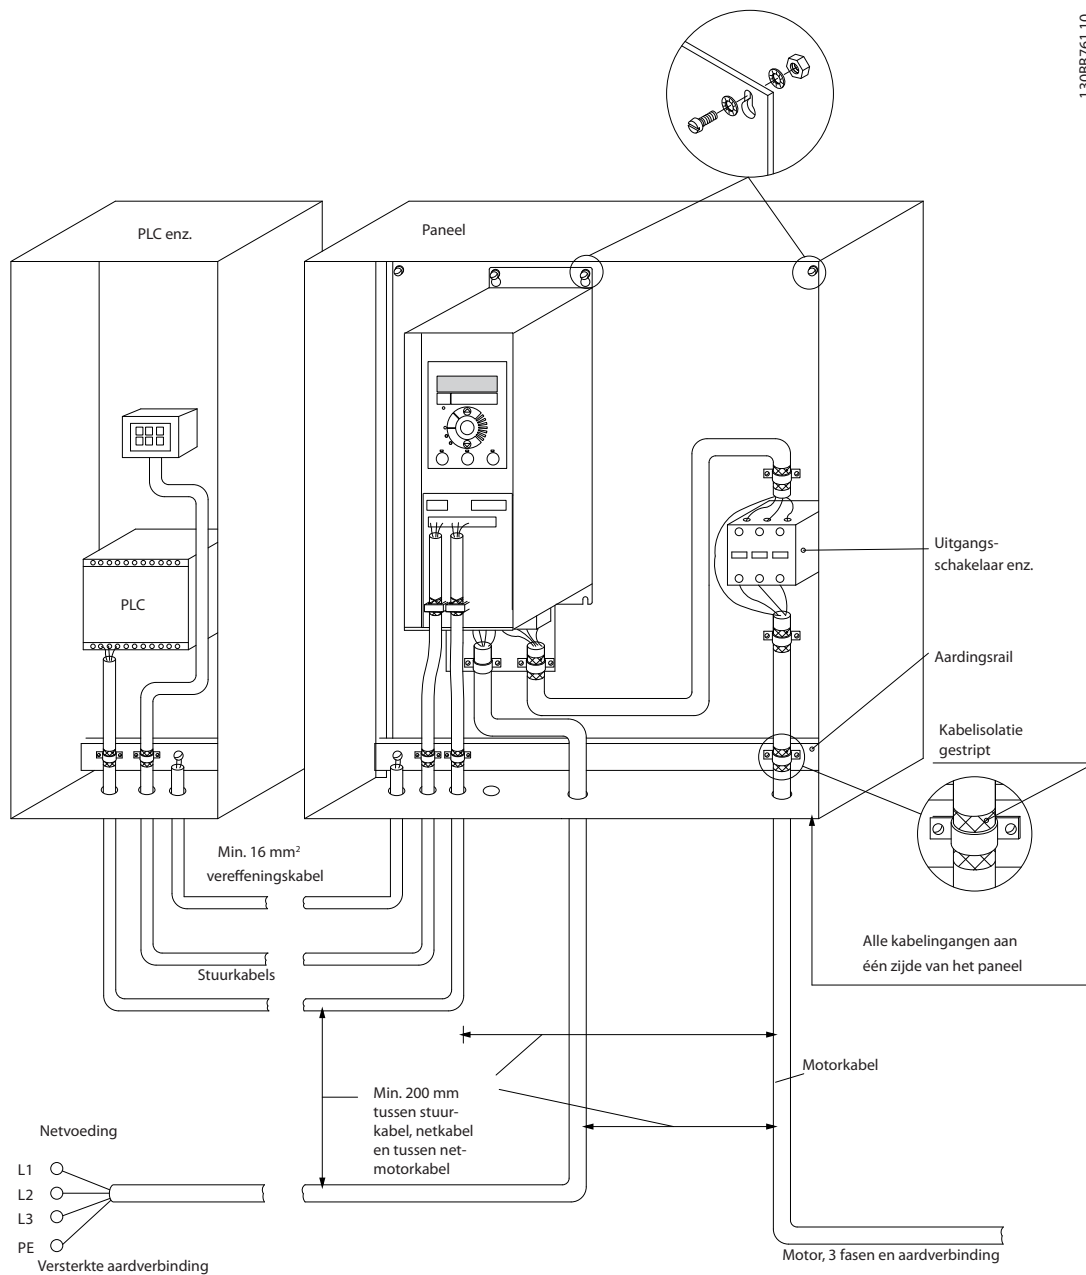 130BB761.10
PLC enz.
Paneel
PLC
Uitgangs-
schakelaar enz.
Aardingsrail
Kabelisolatie
gestript
Min. 16 mm²
vereffeningskabel
Stuurkabels
Alle kabelingangen aan
één zijde van het paneel
Motorkabel
Min. 200 mm
tussen stuur-
kabel, netkabel
en tussen net-
motorkabel
Netvoeding
L1
L2
L3
PE
Versterkte aardverbinding
Motor, 3 fasen en aardverbinding